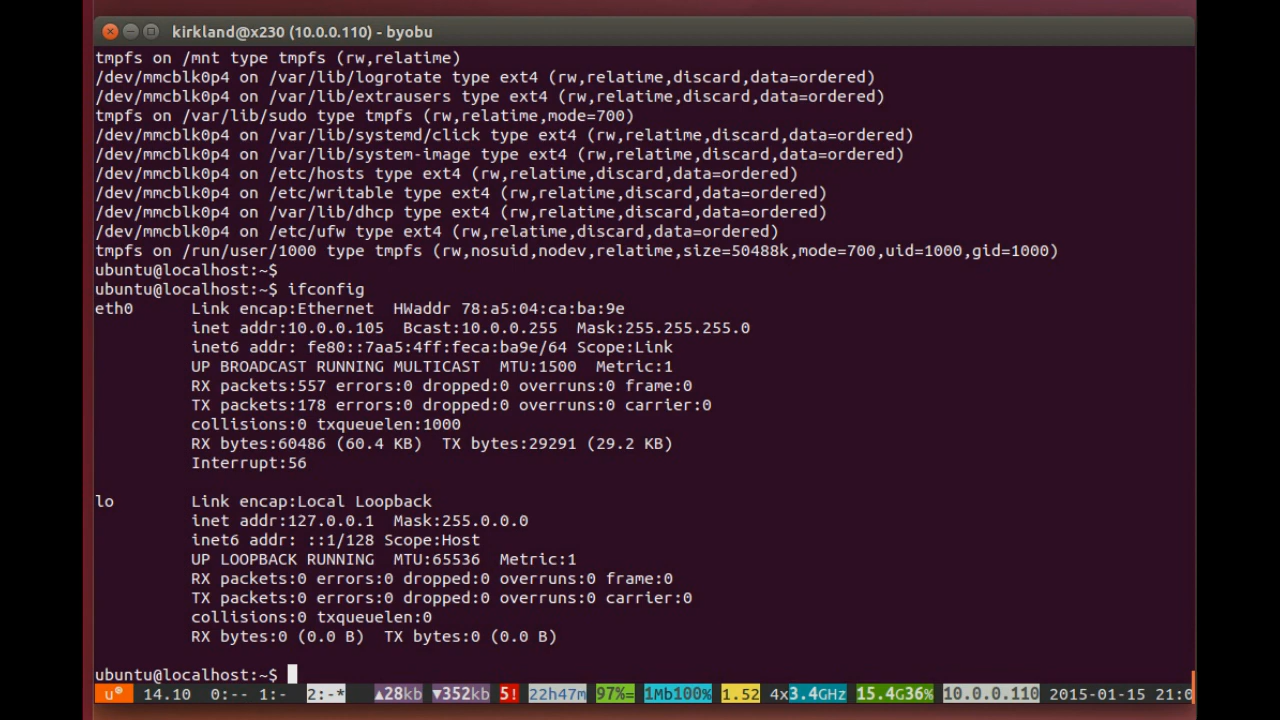 kirkland@x230 (10.0.0.110) - byobu
tmpfs on /mnt type tmpfs (rw,relatime)
/dev/mmcblk0p4 on /var/lib/logrotate type ext4 (rw,relatime,discard,data=ordered)
/dev/mmcblk0p4 on /var/lib/extrausers type ext4 (rw,relatime,discard,data=ordered)
tmpfs on /var/lib/sudo type tmpfs (rw,relatime,mode=700)
/dev/mmcblk0p4 on /var/lib/systemd/click type ext4 (rw,relatime,discard,data=ordered)
/dev/mmcblk0p4 on /var/lib/system-image type ext4 (rw,relatime,discard,data=ordered)
/dev/mmcblk0p4 on /etc/hosts type ext4 (rw,relatime,discard,data=ordered)
/dev/mmcblk0p4 on /etc/writable type ext4 (rw,relatime,discard,data=ordered)
/dev/mmcblk0p4 on /var/lib/dhcp type ext4 (rw,relatime,discard,data=ordered)
/dev/mmcblk0p4 on /etc/ufw type ext4 (rw,relatime,discard,data=ordered)
tmpfs on /run/user/1000 type tmpfs (rw,nosuid,nodev,relatime,size=50488k,mode=700,uid=1000,gid=1000)
ubuntu@localhost:~$
ubuntu@localhost:~$ ifconfig
eth0 Link encap:Ethernet HWaddr 78:a5:04:ca:ba:9e
inet addr:10.0.0.105 Bcast:10.0.0.255 Mask:255.255.255.0
inet6 addr: fe80::7aa5:4ff:feca:ba9e/64 Scope:Link
UP BROADCAST RUNNING MULTICAST MTU:1500 Metric:1
RX packets:557 errors:0 dropped:0 overruns:0 frame:0
TX packets:178 errors:0 dropped:0 overruns:0 carrier:0
collisions:0 txqueuelen:1000
RX bytes:60486 (60.4 KB) TX bytes:29291 (29.2 KB)
Interrupt:56
lo Link encap:Local Loopback
inet addr:127.0.0.1 Mask:255.0.0.0
inet6 addr: ::1/128 Scope:Host
UP LOOPBACK RUNNING MTU:65536 Metric:1
RX packets:0 errors:0 dropped:0 overruns:0 frame:0
TX packets:0 errors:0 dropped:0 overruns:0 carrier:0
collisions:0 txqueuelen:0
RX bytes:0 (0.0 B) TX bytes:0 (0.0 B)
ubuntu@localhost:~$
u 14.10 0:-- 1:- 2:-* ▲28kb ▼352kb 5! 22h47m 97%= 1Mb100% 1.52 4x3.4GHz 15.4G36% 10.0.0.110 2015-01-15 21:0